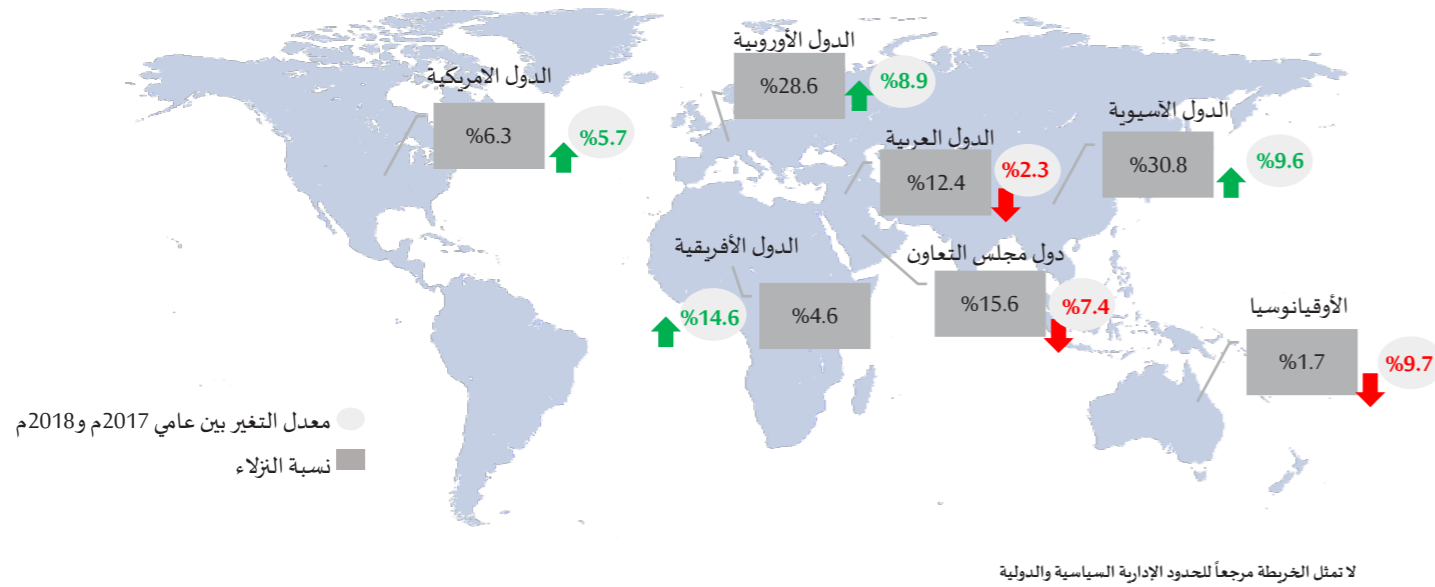 الدول الأوروبية
%28.6
%8.9
الدول الامريكية
%6.3
%5.7
الدول الآسيوية
%30.8
%9.6
الدول العربية
%12.4
%2.3
الدول الأفريقية
%4.6
%14.6
دول مجلس التعاون
%15.6
%7.4
الأوقيانوسيا
%1.7
%9.7
معدل التغير بين عامي 2017م و2018م
نسبة النزلاء
لا تمثل الخريطة مرجعاً للحدود الإدارية السياسية والدولية